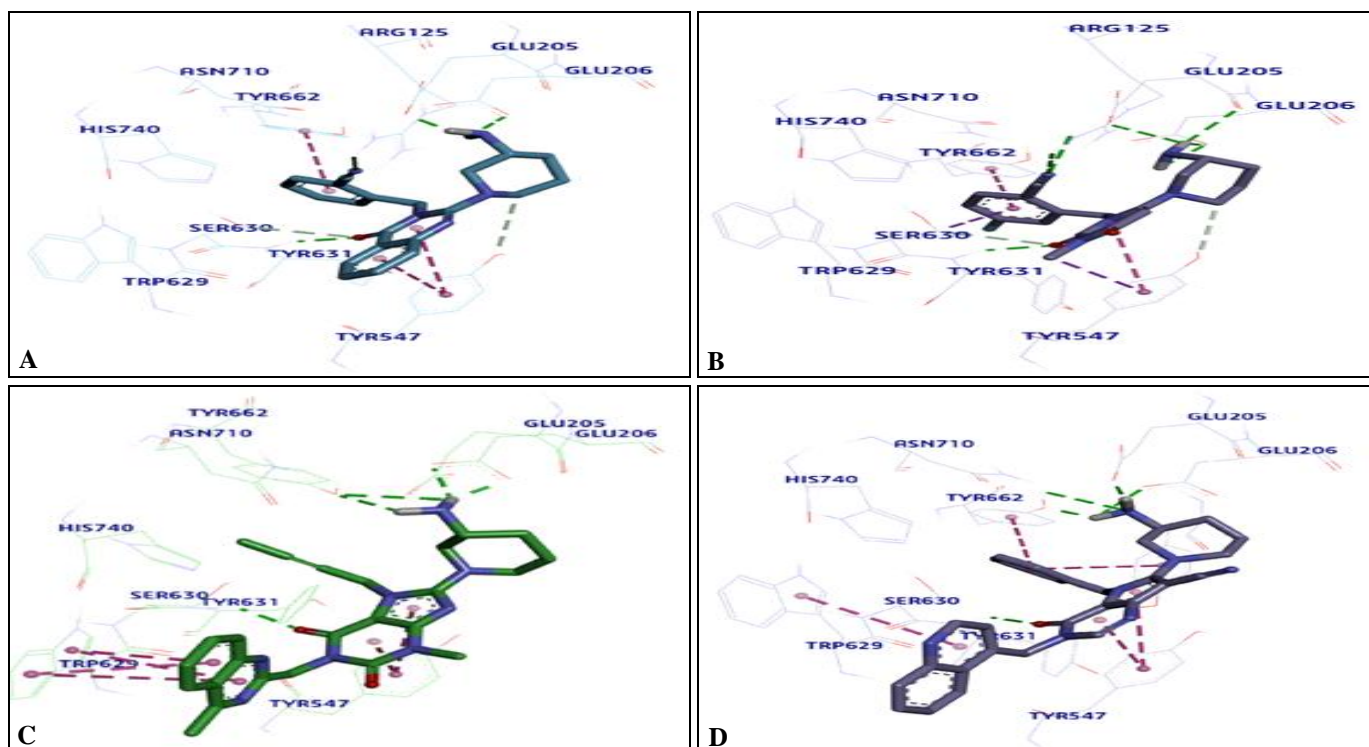 ARG125
GLU205
GLU206
ASN710
TYR662
HIS740
SER630
TYR631
TRP629
TYR547
A
ARG125
GLU205
GLU206
ASN710
HIS740
TYR662
SER630
TRP629
TYR631
TYR547
B
TYR662
ASN710
GLU205
GLU206
HIS740
SER630
TYR631
TRP629
TYR547
C
GLU205
ASN710
GLU206
HIS740
TYR662
SER630
TYR631
TRP629
TYR547
D